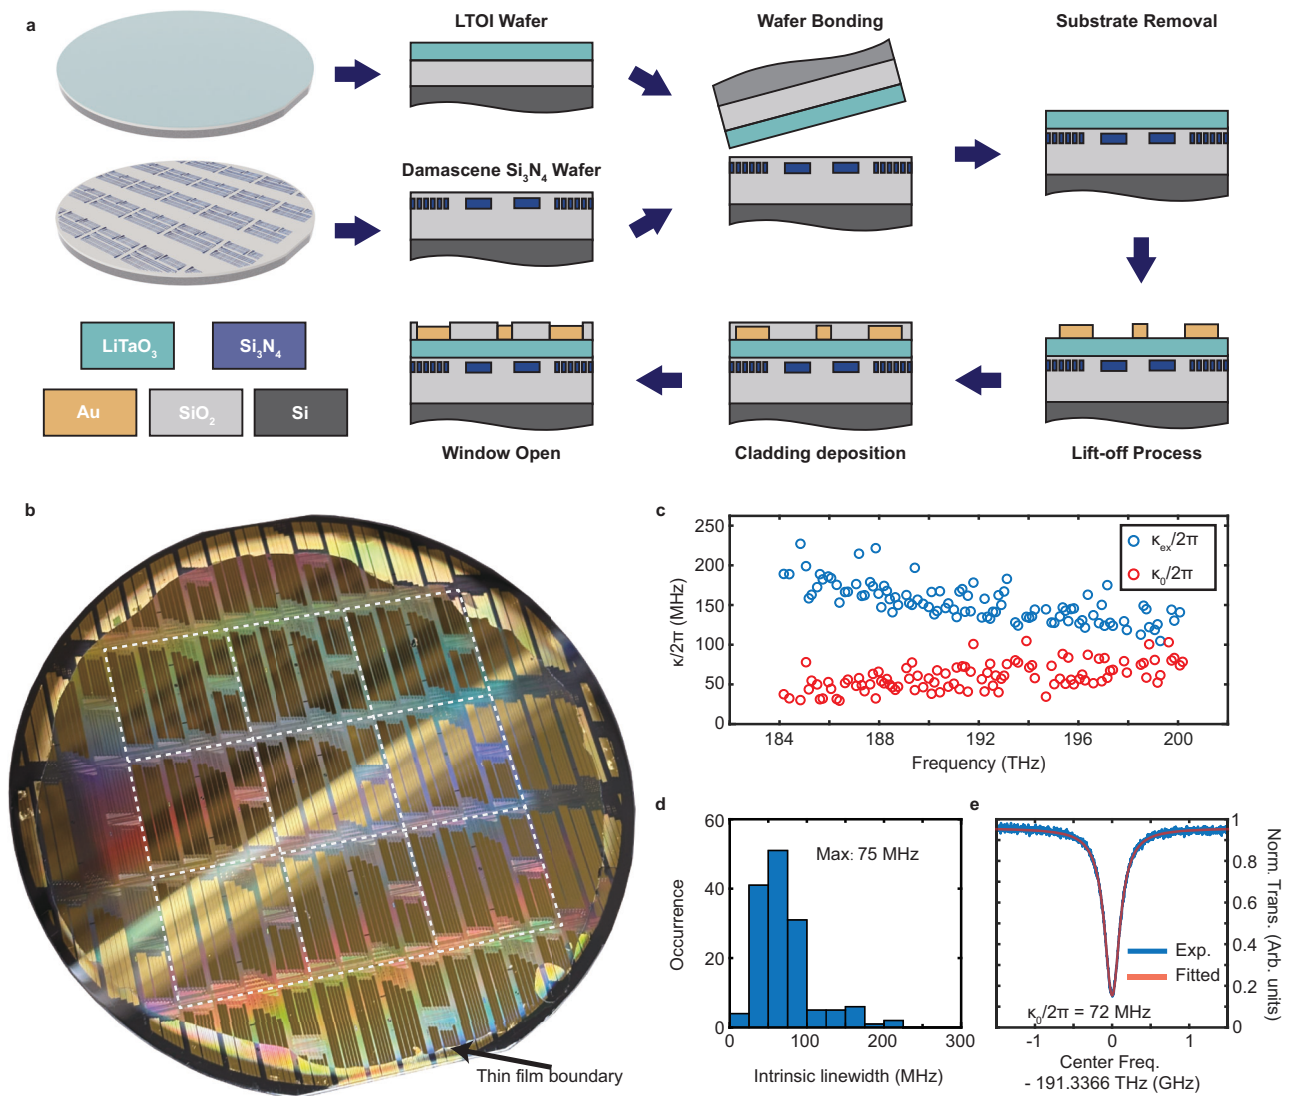 a
LTOI Wafer
Wafer Bonding
Substrate Removal
Damascene Si₃N₄ Wafer
LiTaO₃
Si₃N₄
Au
SiO₂
Si
Window Open
Cladding deposition
Lift-off Process
b
Thin film boundary
c
κ/2π (MHz)
250
200
150
100
50
0
κex/2π
κ₀/2π
184
188
192
196
200
Frequency (THz)
d
Occurrence
60
40
20
0
Max: 75 MHz
0
100
200
300
Intrinsic linewidth (MHz)
e
1
0.8
0.6
0.4
0.2
0
Norm. Trans. (Arb. units)
Exp.
Fitted
κ₀/2π = 72 MHz
-1
0
1
Center Freq.
- 191.3366 THz (GHz)